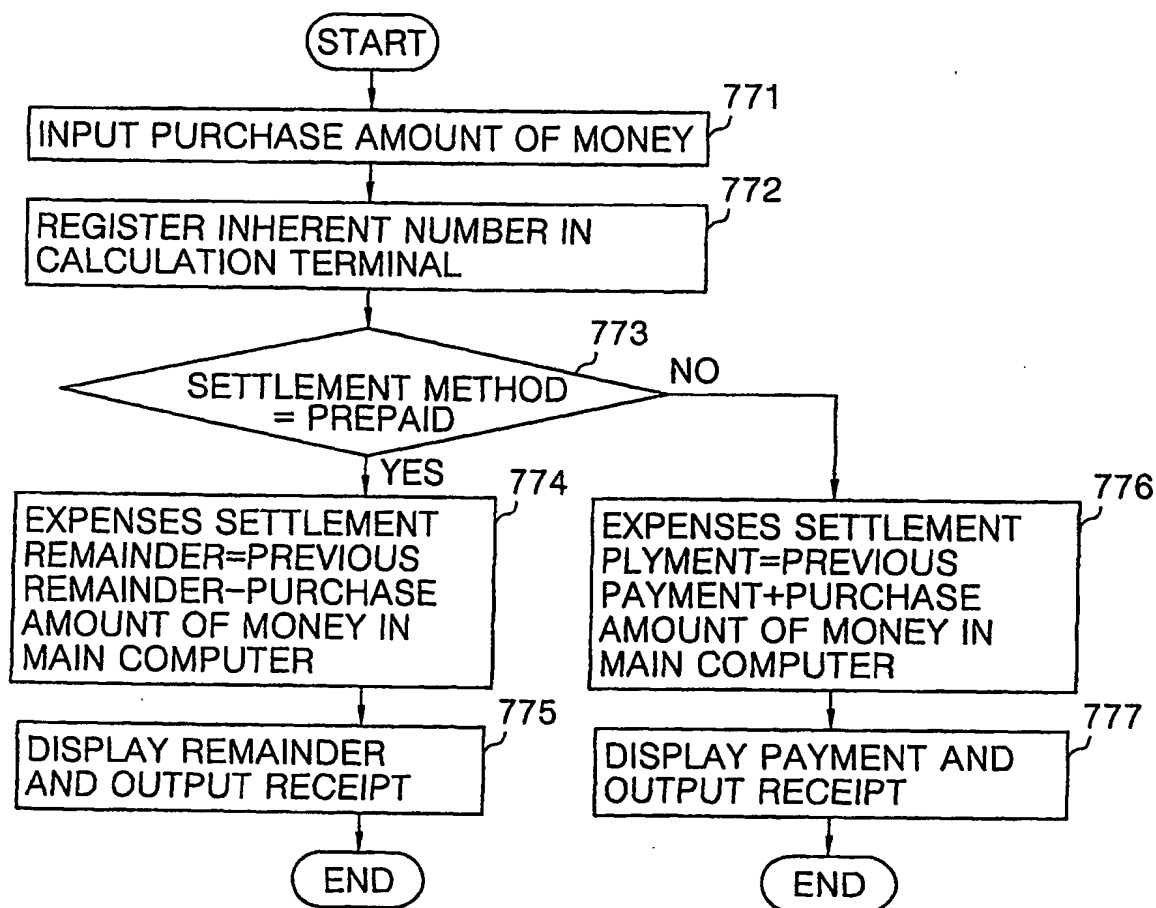 START
771
INPUT PURCHASE AMOUNT OF MONEY
772
REGISTER INHERENT NUMBER IN
CALCULATION TERMINAL
773
SETTLEMENT METHOD
= PREPAID
NO
YES
774
EXPENSES SETTLEMENT
REMAINDER=PREVIOUS
REMAINDER-PURCHASE
AMOUNT OF MONEY IN
MAIN COMPUTER
775
DISPLAY REMAINDER
AND OUTPUT RECEIPT
END
776
EXPENSES SETTLEMENT
PLYMENT=PREVIOUS
PAYMENT+PURCHASE
AMOUNT OF MONEY IN
MAIN COMPUTER
777
DISPLAY PAYMENT AND
OUTPUT RECEIPT
END